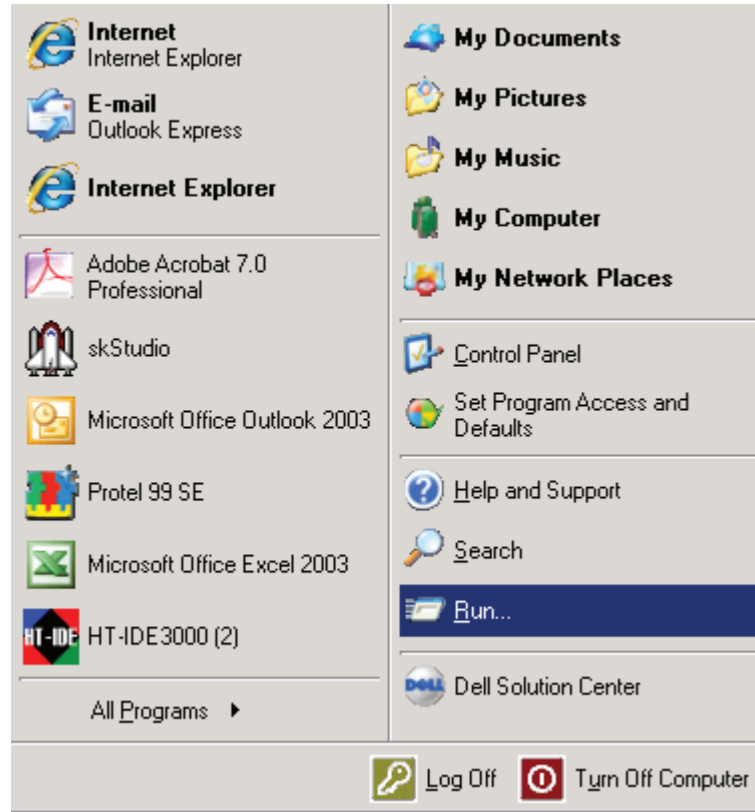 Internet
Internet Explorer
E-mail
Outlook Express
Internet Explorer
Adobe Acrobat 7.0
Professional
skStudio
Microsoft Office Outlook 2003
Protel 99 SE
Microsoft Office Excel 2003
HT-IDE
HT-IDE3000 (2)
All Programs
My Documents
My Pictures
My Music
My Computer
My Network Places
Control Panel
Set Program Access and
Defaults
Help and Support
Search
Run...
DELL
Dell Solution Center
Log Off
Turn Off Computer